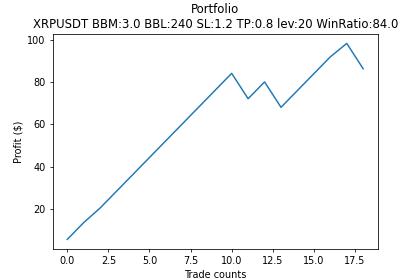 Portfolio
XRPUSDT BBM:3.0 BBL:240 SL:1.2 TP:0.8 lev:20 WinRatio:84.0
100
80
60
40
20
Profit ($)
0.0 2.5 5.0 7.5 10.0 12.5 15.0 17.5
Trade counts